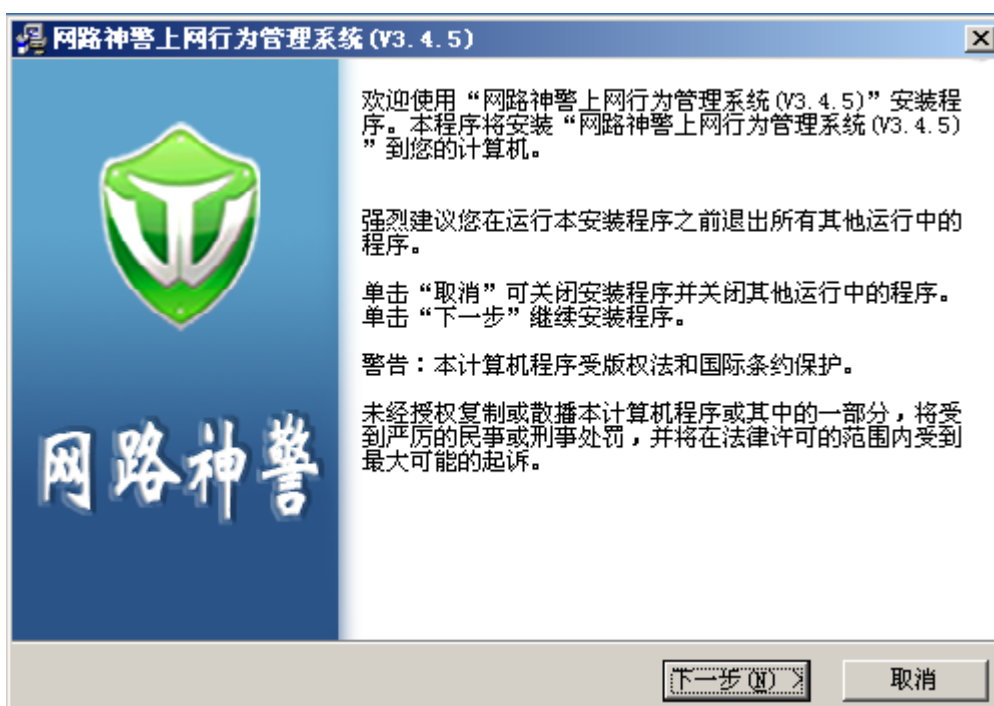 网路神警上网行为管理系统(V3.4.5)
欢迎使用“网路神警上网行为管理系统(V3.4.5)”安装程
序。本程序将安装“网路神警上网行为管理系统(V3.4.5)
”到您的计算机。
强烈建议您在运行本安装程序之前退出所有其他运行中的
程序。
单击“取消”可关闭安装程序并关闭其他运行中的程序。
单击“下一步”继续安装程序。
警告：本计算机程序受版权法和国际条约保护。
未经授权复制或散播本计算机程序或其中的一部分，将受
到严厉的民事或刑事处罚，并将在法律许可的范围内受到
最大可能的起诉。
网路神警
下一步(N) >
取消